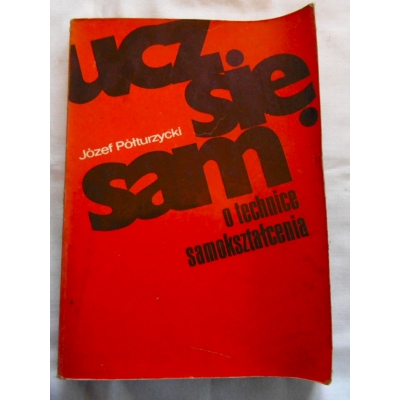 ucz
się
Józef Półturzycki
sam
o technice
samokształcenia